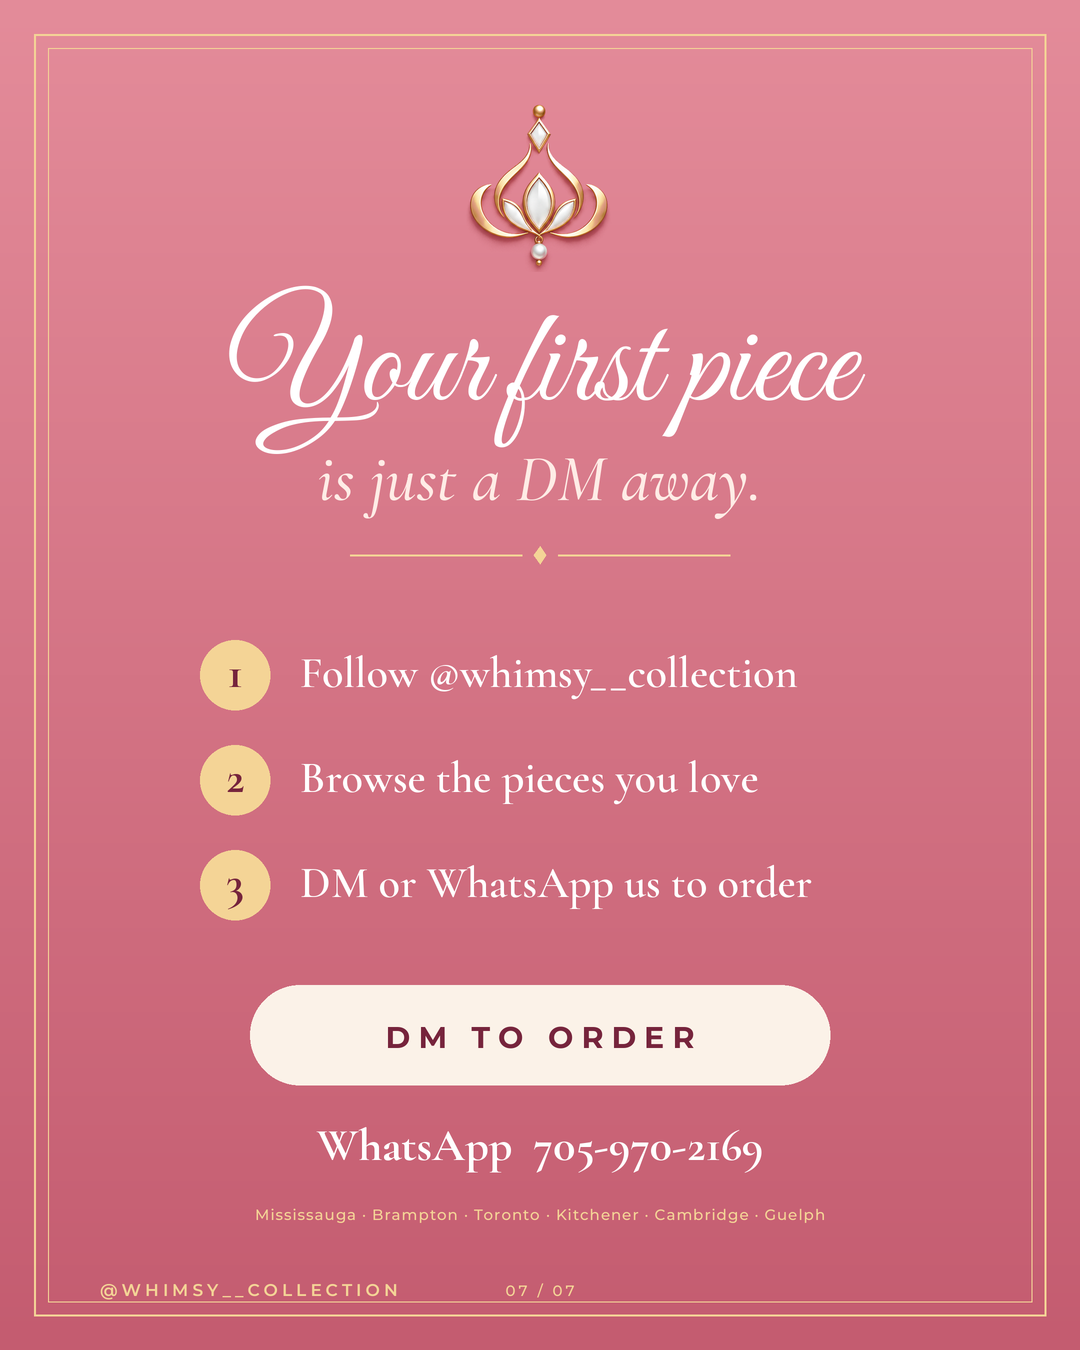 Your first piece
is just a DM away.
1 Follow @whimsy__collection
2 Browse the pieces you love
3 DM or WhatsApp us to order
DM TO ORDER
WhatsApp 705-970-2169
Mississauga · Brampton · Toronto · Kitchener · Cambridge · Guelph
@WHIMSY__COLLECTION 07 / 07